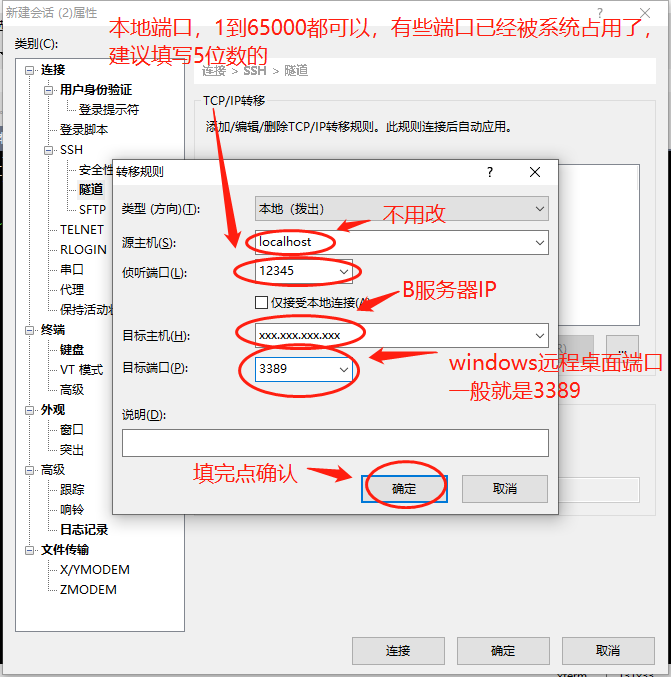 新建会话 (2)属性
?
本地端口，1到65000都可以，有些端口已经被系统占用了，
建议填写5位数的
类别(C):
连接
用户身份验证
登录提示符
登录脚本
SSH
安全性
隧道
SFTP
TELNET
RLOGIN
串口
代理
保持活动状
终端
键盘
VT 模式
高级
外观
窗口
突出
高级
跟踪
响铃
日志记录
文件传输
X/YMODEM
ZMODEM
连接 > SSH > 隧道
TCP/IP转移
添加/编辑/删除TCP/IP转移规则。此规则连接后自动应用。
转移规则
?
类型 (方向)(T):
本地（拨出）
不用改
源主机(S):
localhost
侦听端口(L):
12345
仅接受本地连接(A
B服务器IP
目标主机(H):
xxx.xxx.xxx.xxx
目标端口(P):
3389
windows远程桌面端口
一般就是3389
说明(D):
填完点确认
确定
取消
连接
确定
取消